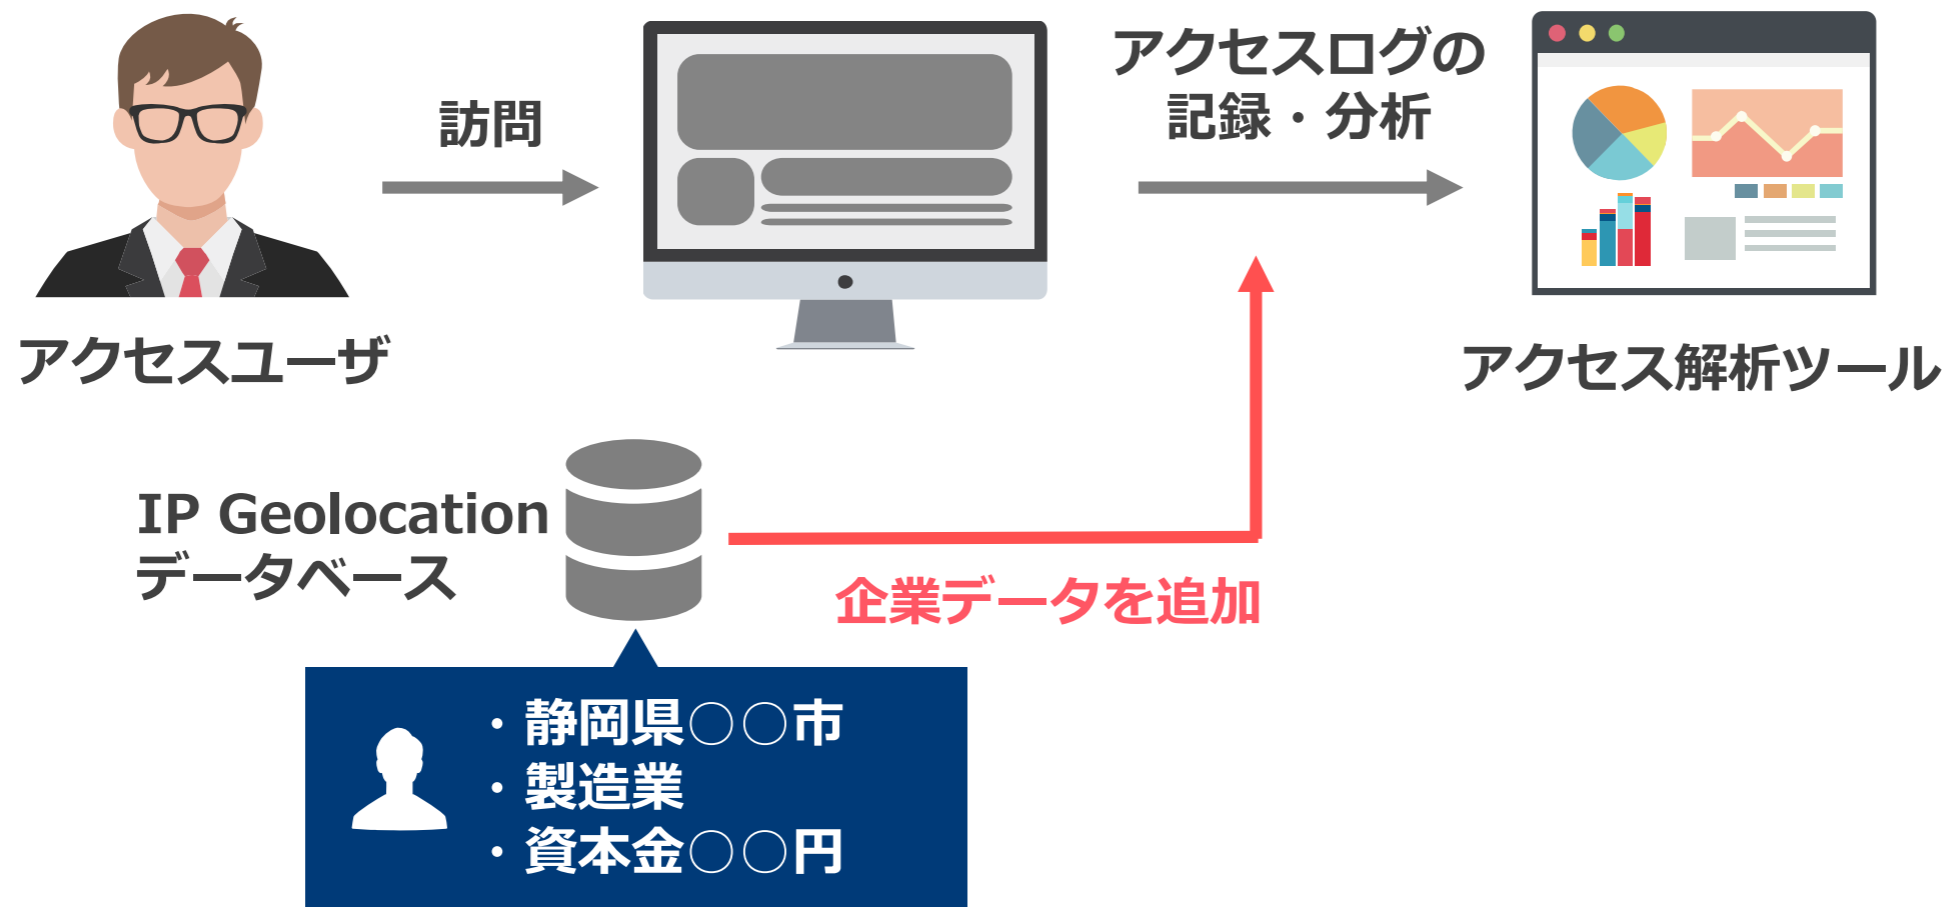 訪問
アクセスログの
記録・分析
アクセスユーザ
アクセス解析ツール
IP Geolocation
データベース
企業データを追加
・静岡県○○市
・製造業
・資本金○○円